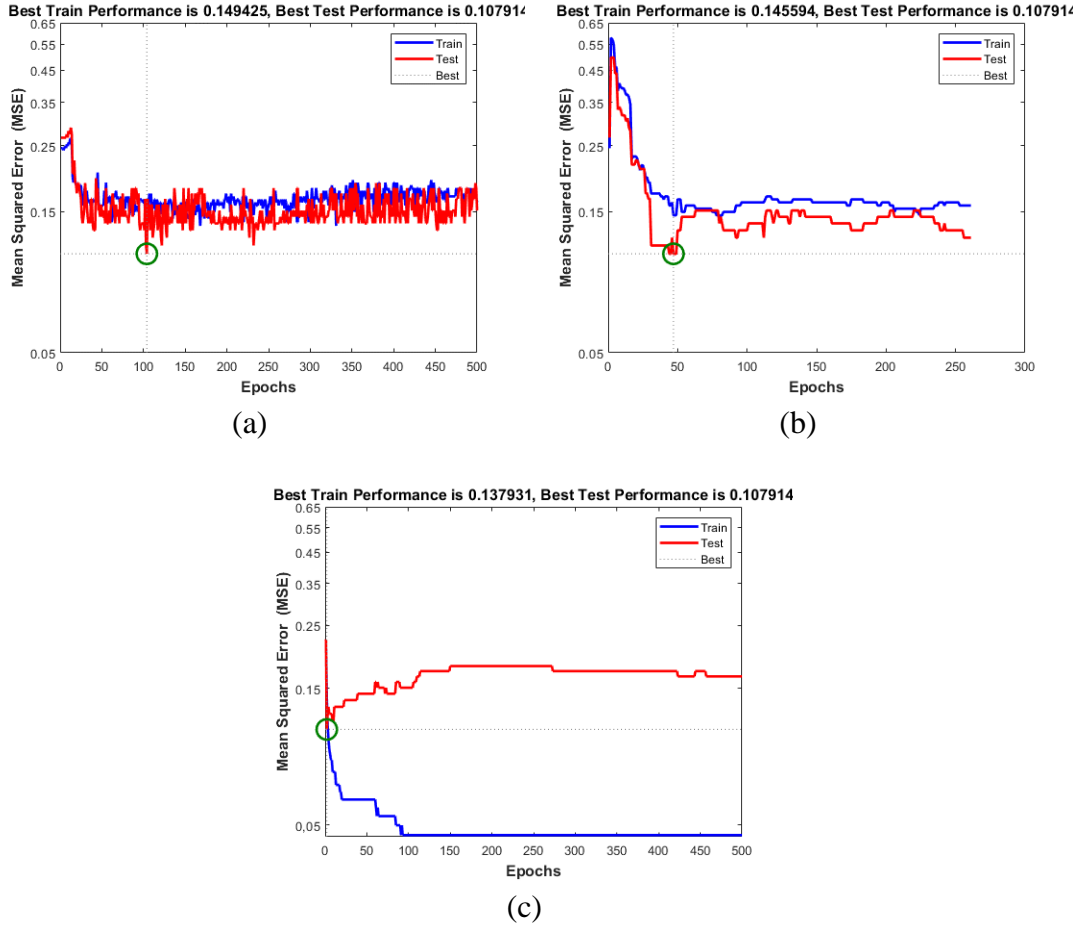 Best Train Performance is 0.149425, Best Test Performance is 0.107914
0.65
0.55
0.45
0.35
0.25
0.15
0.05
Mean Squared Error (MSE)
Train
Test
Best
0 50 100 150 200 250 300 350 400 450 500
Epochs
(a)
Best Train Performance is 0.145594, Best Test Performance is 0.107914
0.65
0.55
0.45
0.35
0.25
0.15
0.05
Mean Squared Error (MSE)
Train
Test
Best
0 50 100 150 200 250 300
Epochs
(b)
Best Train Performance is 0.137931, Best Test Performance is 0.107914
0.65
0.55
0.45
0.35
0.25
0.15
0.05
Mean Squared Error (MSE)
Train
Test
Best
0 50 100 150 200 250 300 350 400 450 500
Epochs
(c)